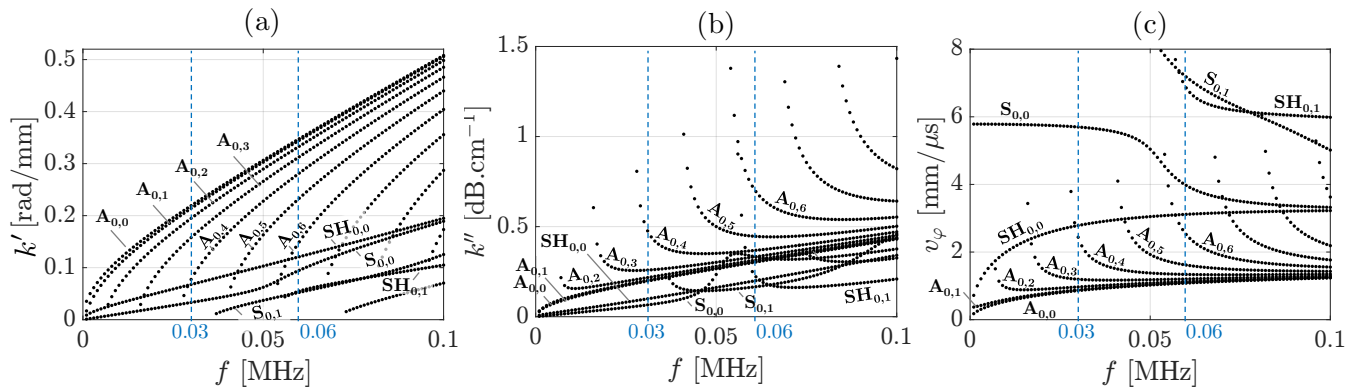 (a)
(b)
(c)
k′ [rad/mm]
0.5
0.4
0.3
0.2
0.1
0
A0,0
A0,1
A0,2
A0,3
A0,4
A0,5
A0,6
SH0,0
S0,0
S0,1
SH0,1
0
0.03
0.05
0.06
0.1
f [MHz]
k″ [dB.cm−1]
1.5
1
0.5
0
SH0,0
A0,1
A0,0
A0,2
A0,3
A0,4
A0,5
A0,6
S0,0
S0,1
SH0,1
0
0.03
0.05
0.06
0.1
f [MHz]
vφ [mm/μs]
8
6
4
2
0
S0,0
SH0,0
A0,1
A0,0
A0,2
A0,3
A0,4
A0,5
A0,6
S0,1
SH0,1
0
0.03
0.05
0.06
0.1
f [MHz]